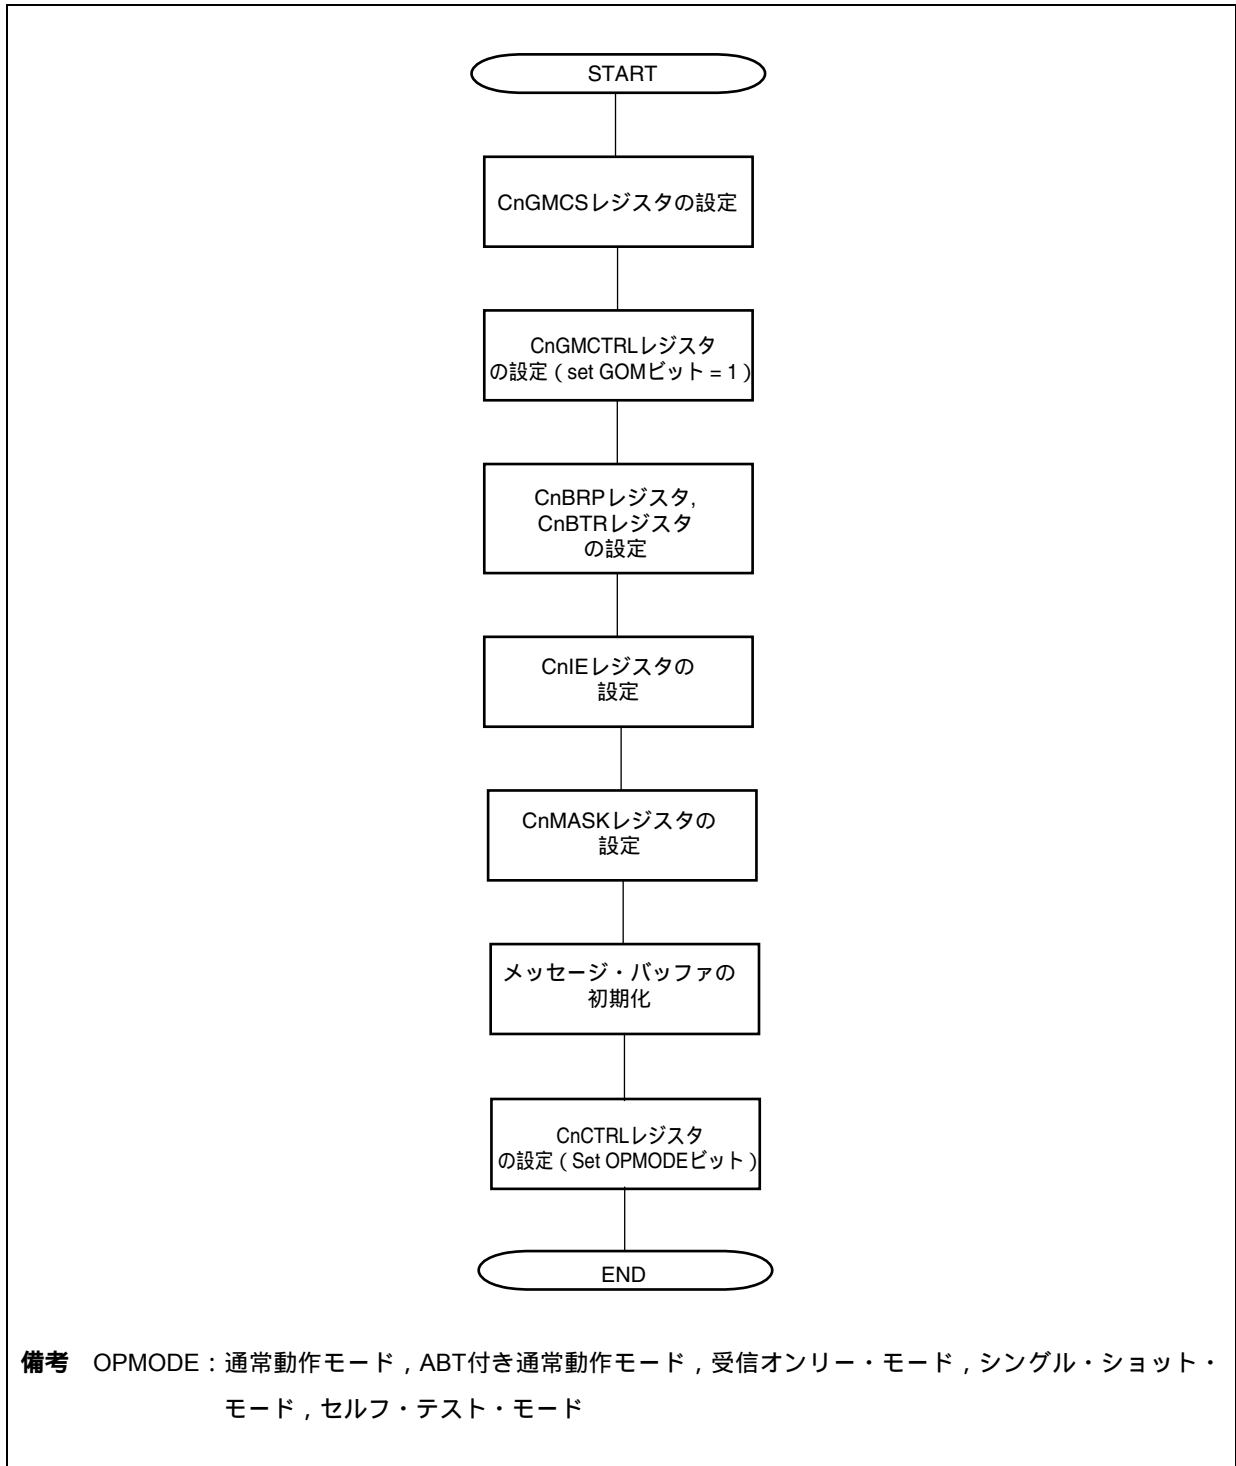 START
CnGMCSレジスタの設定
CnGMCTRLレジスタ
の設定（set GOMビット = 1）
CnBRPレジスタ,
CnBTRレジスタ
の設定
CnIEレジスタの
設定
CnMASKレジスタの
設定
メッセージ・バッファの
初期化
CnCTRLレジスタ
の設定（Set OPMODEビット）
END
備考　OPMODE：通常動作モード，ABT付き通常動作モード，受信オンリー・モード，シングル・ショット・
モード，セルフ・テスト・モード